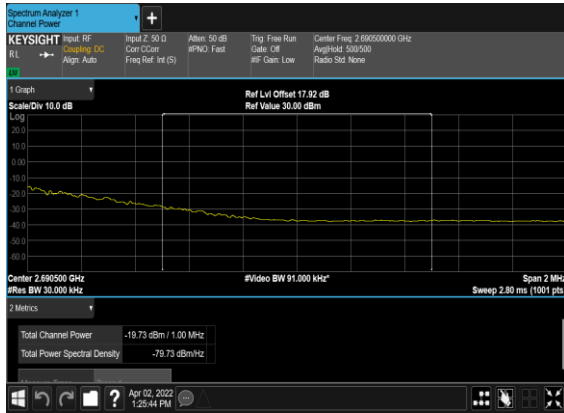 Spectrum Analyzer 1
Channel Power
+
KEYSIGHT
RL
LXI
Input: RF
Coupling: DC
Align: Auto
Input Z: 50 Ω
Corr CCorr
Freq Ref: Int (S)
Atten: 50 dB
#PNO: Fast
Trig: Free Run
Gate: Off
#IF Gain: Low
Center Freq: 2.690500000 GHz
Avg|Hold: 500/500
Radio Std: None
1 Graph
Scale/Div 10.0 dB
Ref Lvl Offset 17.92 dB
Ref Value 30.00 dBm
Log
20.0
10.0
0.00
-10.0
-20.0
-30.0
-40.0
-50.0
-60.0
Center 2.690500 GHz
#Res BW 30.000 kHz
#Video BW 91.000 kHz*
Span 2 MHz
Sweep 2.80 ms (1001 pts)
2 Metrics
Total Channel Power -19.73 dBm / 1.00 MHz
Total Power Spectral Density -79.73 dBm/Hz
?
Apr 02, 2022
1:25:44 PM